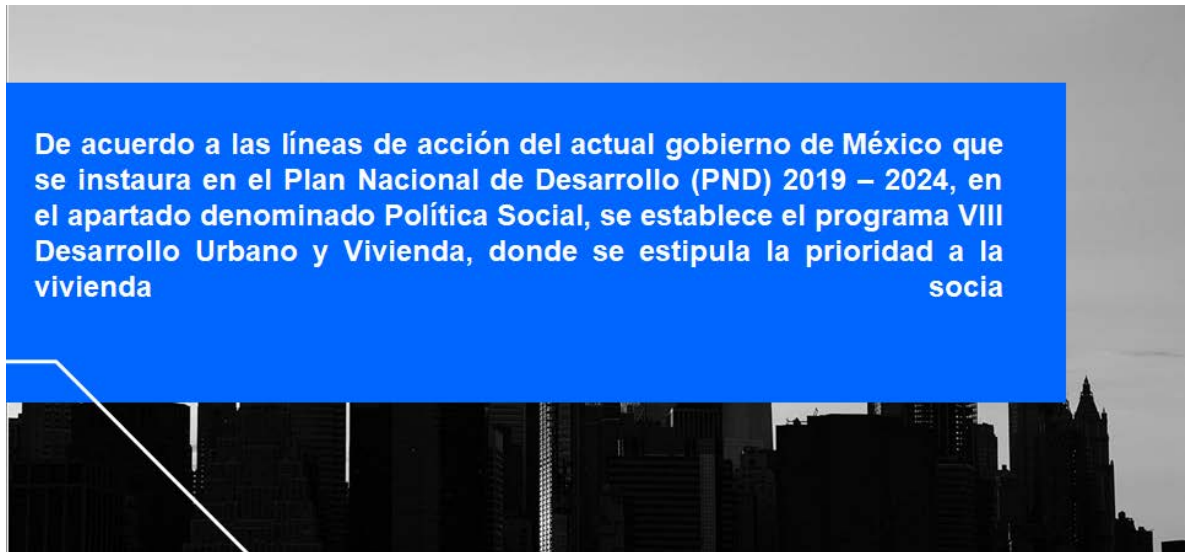 De acuerdo a las líneas de acción del actual gobierno de México que
se instaura en el Plan Nacional de Desarrollo (PND) 2019 – 2024, en
el apartado denominado Política Social, se establece el programa VIII
Desarrollo Urbano y Vivienda, donde se estipula la prioridad a la
vivienda socia